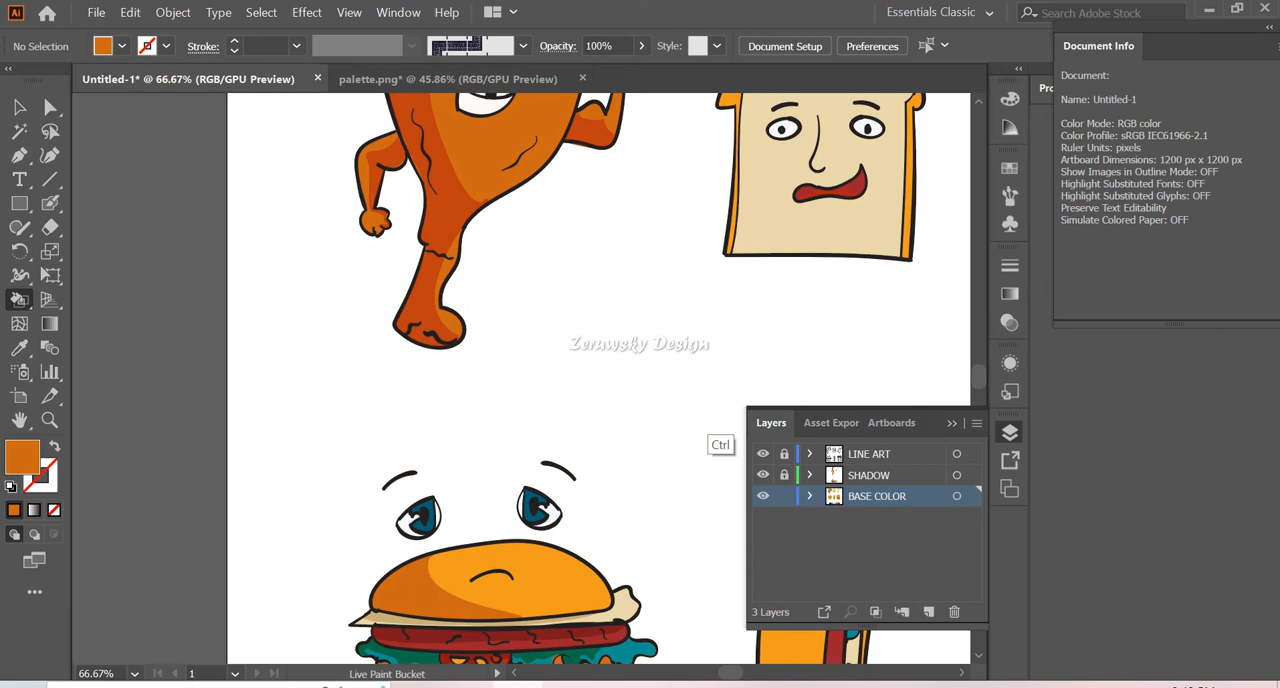 Ai File Edit Object Type Select Effect View Window Help Essentials Classic Search Adobe Stock
No Selection Stroke: Opacity: 100% Style: Document Setup Preferences
Untitled-1* @ 66.67% (RGB/GPU Preview) × palette.png* @ 45.86% (RGB/GPU Preview) ×
Document Info
Document:
Name: Untitled-1
Color Mode: RGB color
Color Profile: sRGB IEC61966-2.1
Ruler Units: pixels
Artboard Dimensions: 1200 px x 1200 px
Show Images in Outline Mode: OFF
Highlight Substituted Fonts: OFF
Highlight Substituted Glyphs: OFF
Preserve Text Editability
Simulate Colored Paper: OFF
Pro
Zerawsky Design
Ctrl
Layers Asset Expor Artboards
LINE ART
SHADOW
BASE COLOR
3 Layers
66.67% 1 Live Paint Bucket